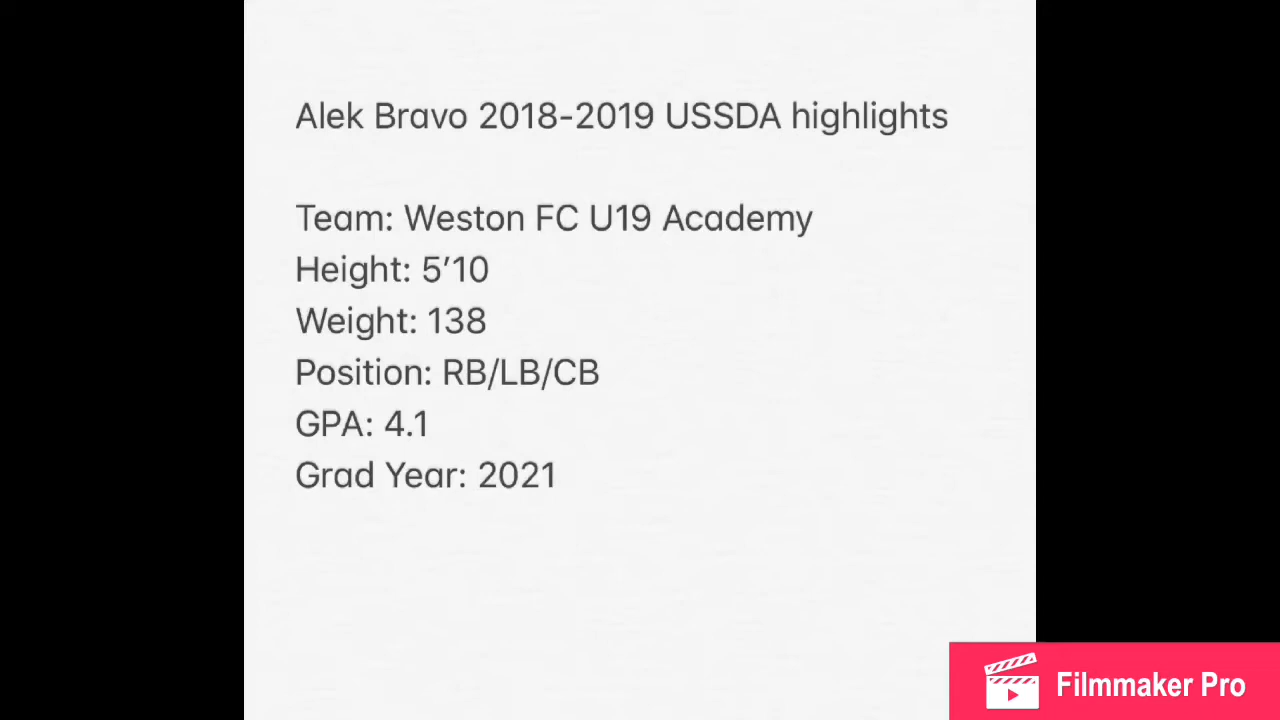 Alek Bravo 2018-2019 USSDA highlights
Team: Weston FC U19 Academy
Height: 5’10
Weight: 138
Position: RB/LB/CB
GPA: 4.1
Grad Year: 2021
Filmmaker Pro